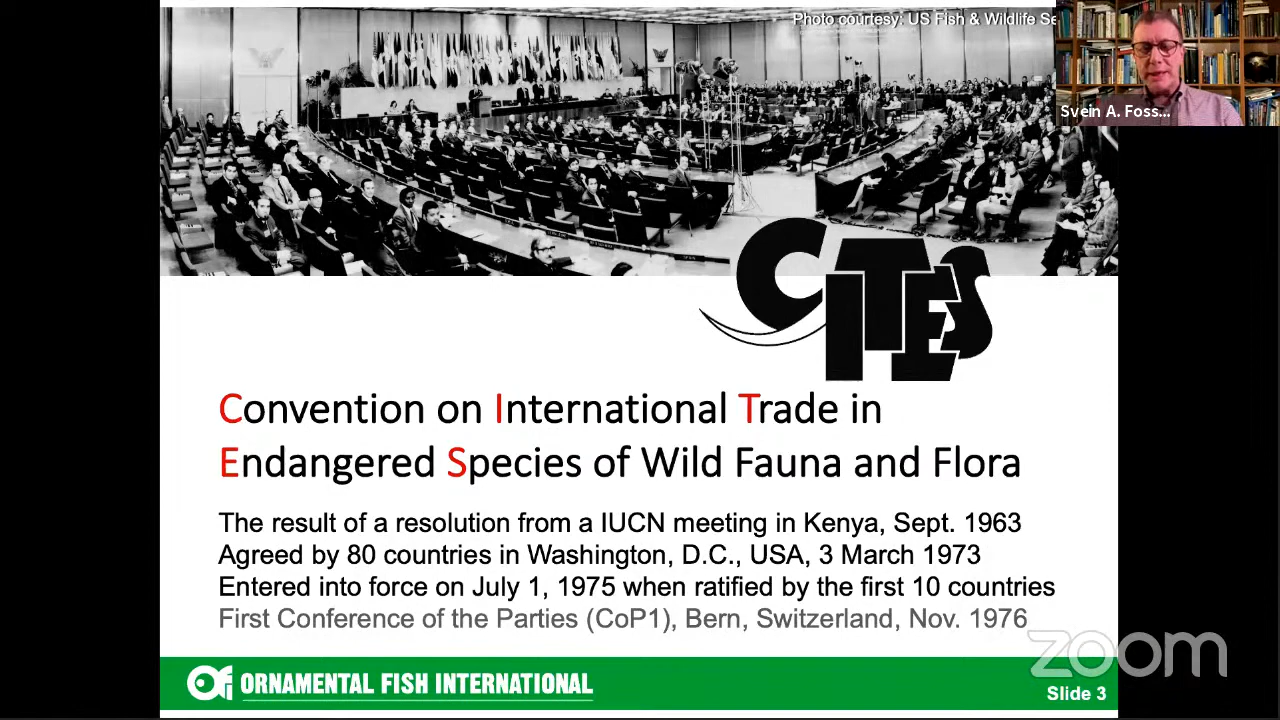 Photo courtesy: US Fish & Wildlife Se
Svein A. Foss...
CITES
Convention on International Trade in
Endangered Species of Wild Fauna and Flora
The result of a resolution from a IUCN meeting in Kenya, Sept. 1963
Agreed by 80 countries in Washington, D.C., USA, 3 March 1973
Entered into force on July 1, 1975 when ratified by the first 10 countries
First Conference of the Parties (CoP1), Bern, Switzerland, Nov. 1976
zoom
OFI ORNAMENTAL FISH INTERNATIONAL
Slide 3